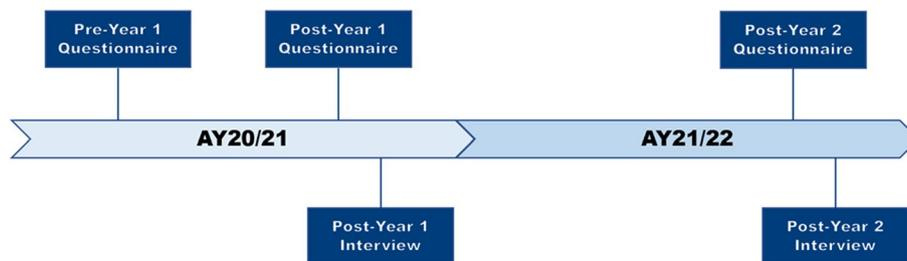 Pre-Year 1
Questionnaire
Post-Year 1
Questionnaire
Post-Year 2
Questionnaire
AY20/21
AY21/22
Post-Year 1
Interview
Post-Year 2
Interview